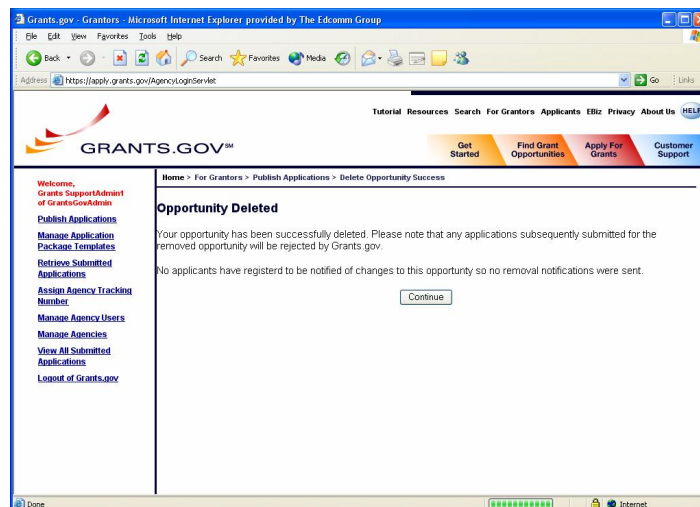 Grants.gov - Grantors - Microsoft Internet Explorer provided by The Edcomm Group
File Edit View Favorites Tools Help
Back Search Favorites Media
Address https://apply.grants.gov/AgencyLoginServlet Go Links
Tutorial Resources Search For Grantors Applicants EBiz Privacy About Us HELP
GRANTS.GOV℠
Get Started
Find Grant Opportunities
Apply For Grants
Customer Support
Home > For Grantors > Publish Applications > Delete Opportunity Success
Welcome,
Grants SupportAdmin1
of GrantsGovAdmin
Publish Applications
Manage Application
Package Templates
Retrieve Submitted
Applications
Assign Agency Tracking
Number
Manage Agency Users
Manage Agencies
View All Submitted
Applications
Logout of Grants.gov
Opportunity Deleted
Your opportunity has been successfully deleted. Please note that any applications subsequently submitted for the
removed opportunity will be rejected by Grants.gov.
No applicants have registerd to be notified of changes to this opportunty so no removal notifications were sent.
Continue
Done Internet